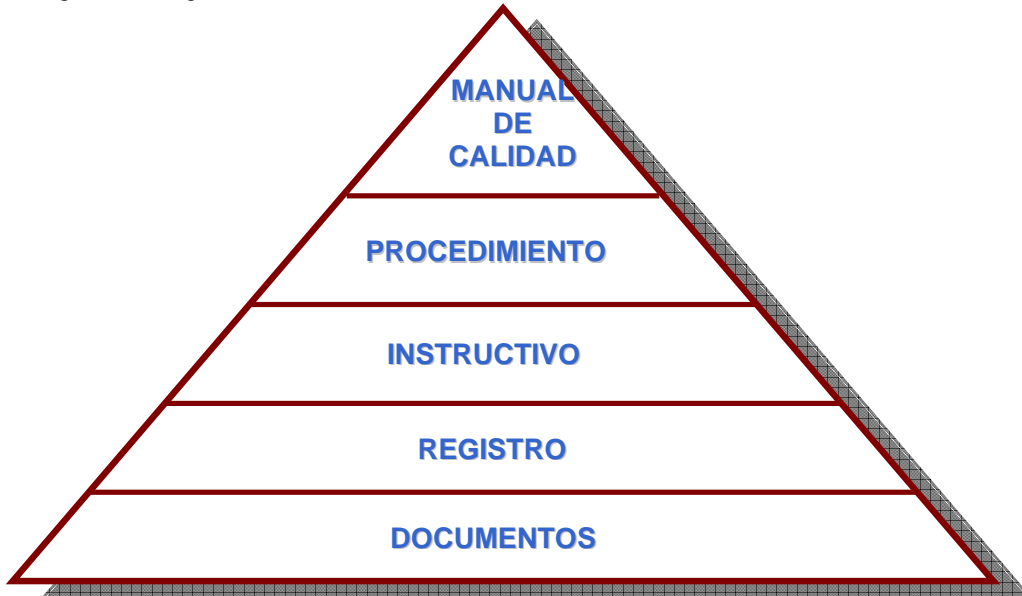 MANUAL
DE
CALIDAD
PROCEDIMIENTO
INSTRUCTIVO
REGISTRO
DOCUMENTOS